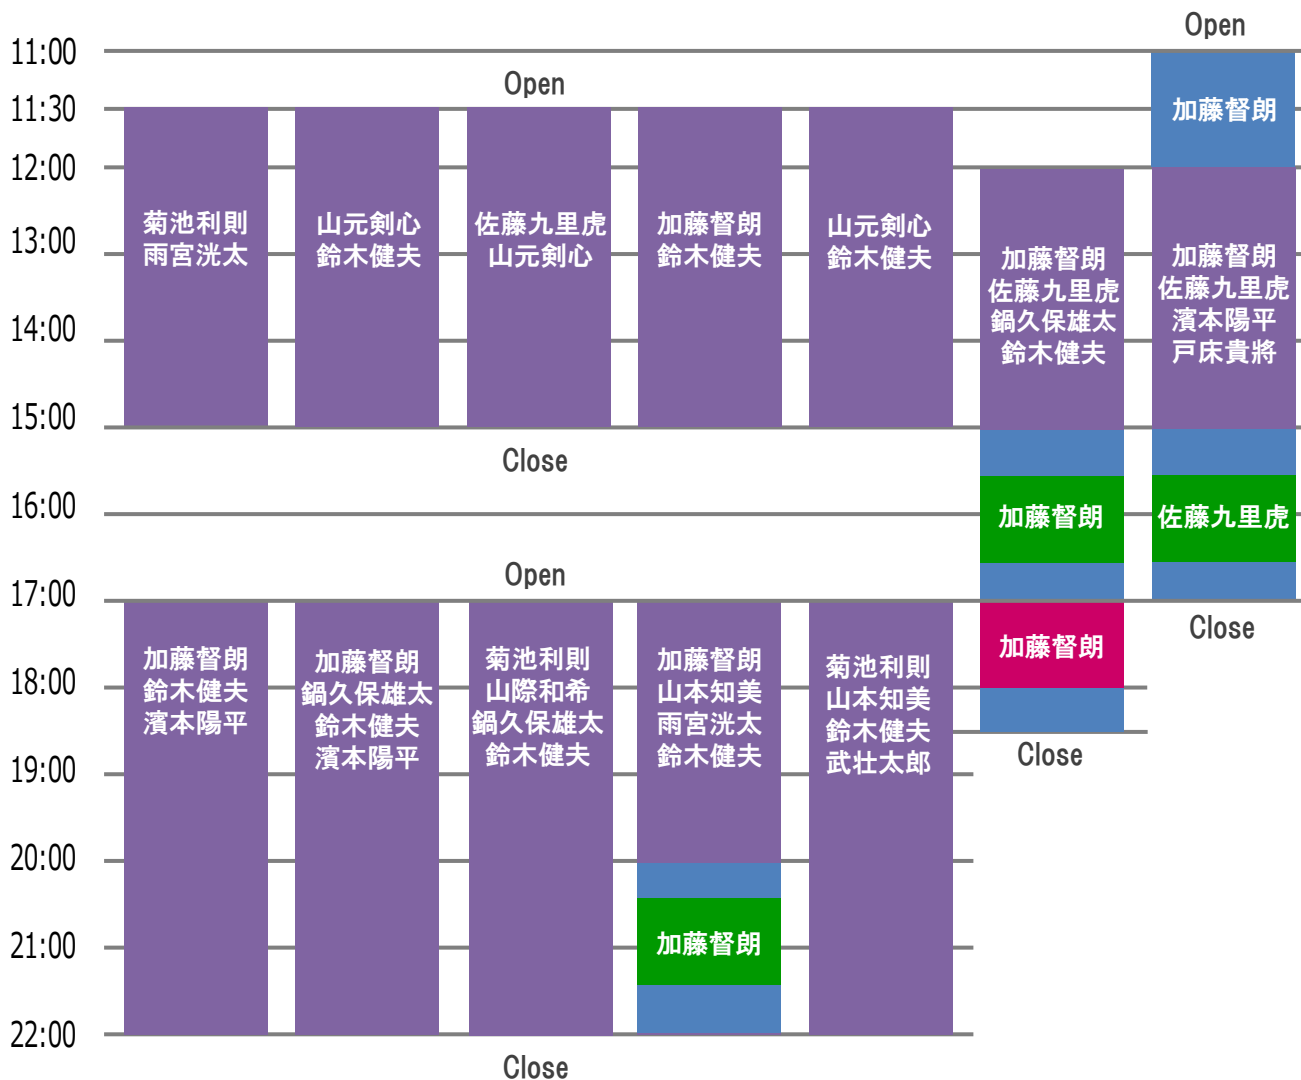 Open
11:00
加藤督朗
Open
11:30
12:00
菊池利則
雨宮洸太
山元剣心
鈴木健夫
佐藤九里虎
山元剣心
加藤督朗
鈴木健夫
山元剣心
鈴木健夫
加藤督朗
佐藤九里虎
鍋久保雄太
鈴木健夫
加藤督朗
佐藤九里虎
濱本陽平
戸床貴將
13:00
14:00
15:00
Close
16:00
加藤督朗
佐藤九里虎
Open
17:00
Close
加藤督朗
鈴木健夫
濱本陽平
加藤督朗
鍋久保雄太
鈴木健夫
濱本陽平
菊池利則
山際和希
鍋久保雄太
鈴木健夫
加藤督朗
山本知美
雨宮洸太
鈴木健夫
菊池利則
山本知美
鈴木健夫
武壮太郎
加藤督朗
18:00
Close
19:00
20:00
加藤督朗
21:00
22:00
Close